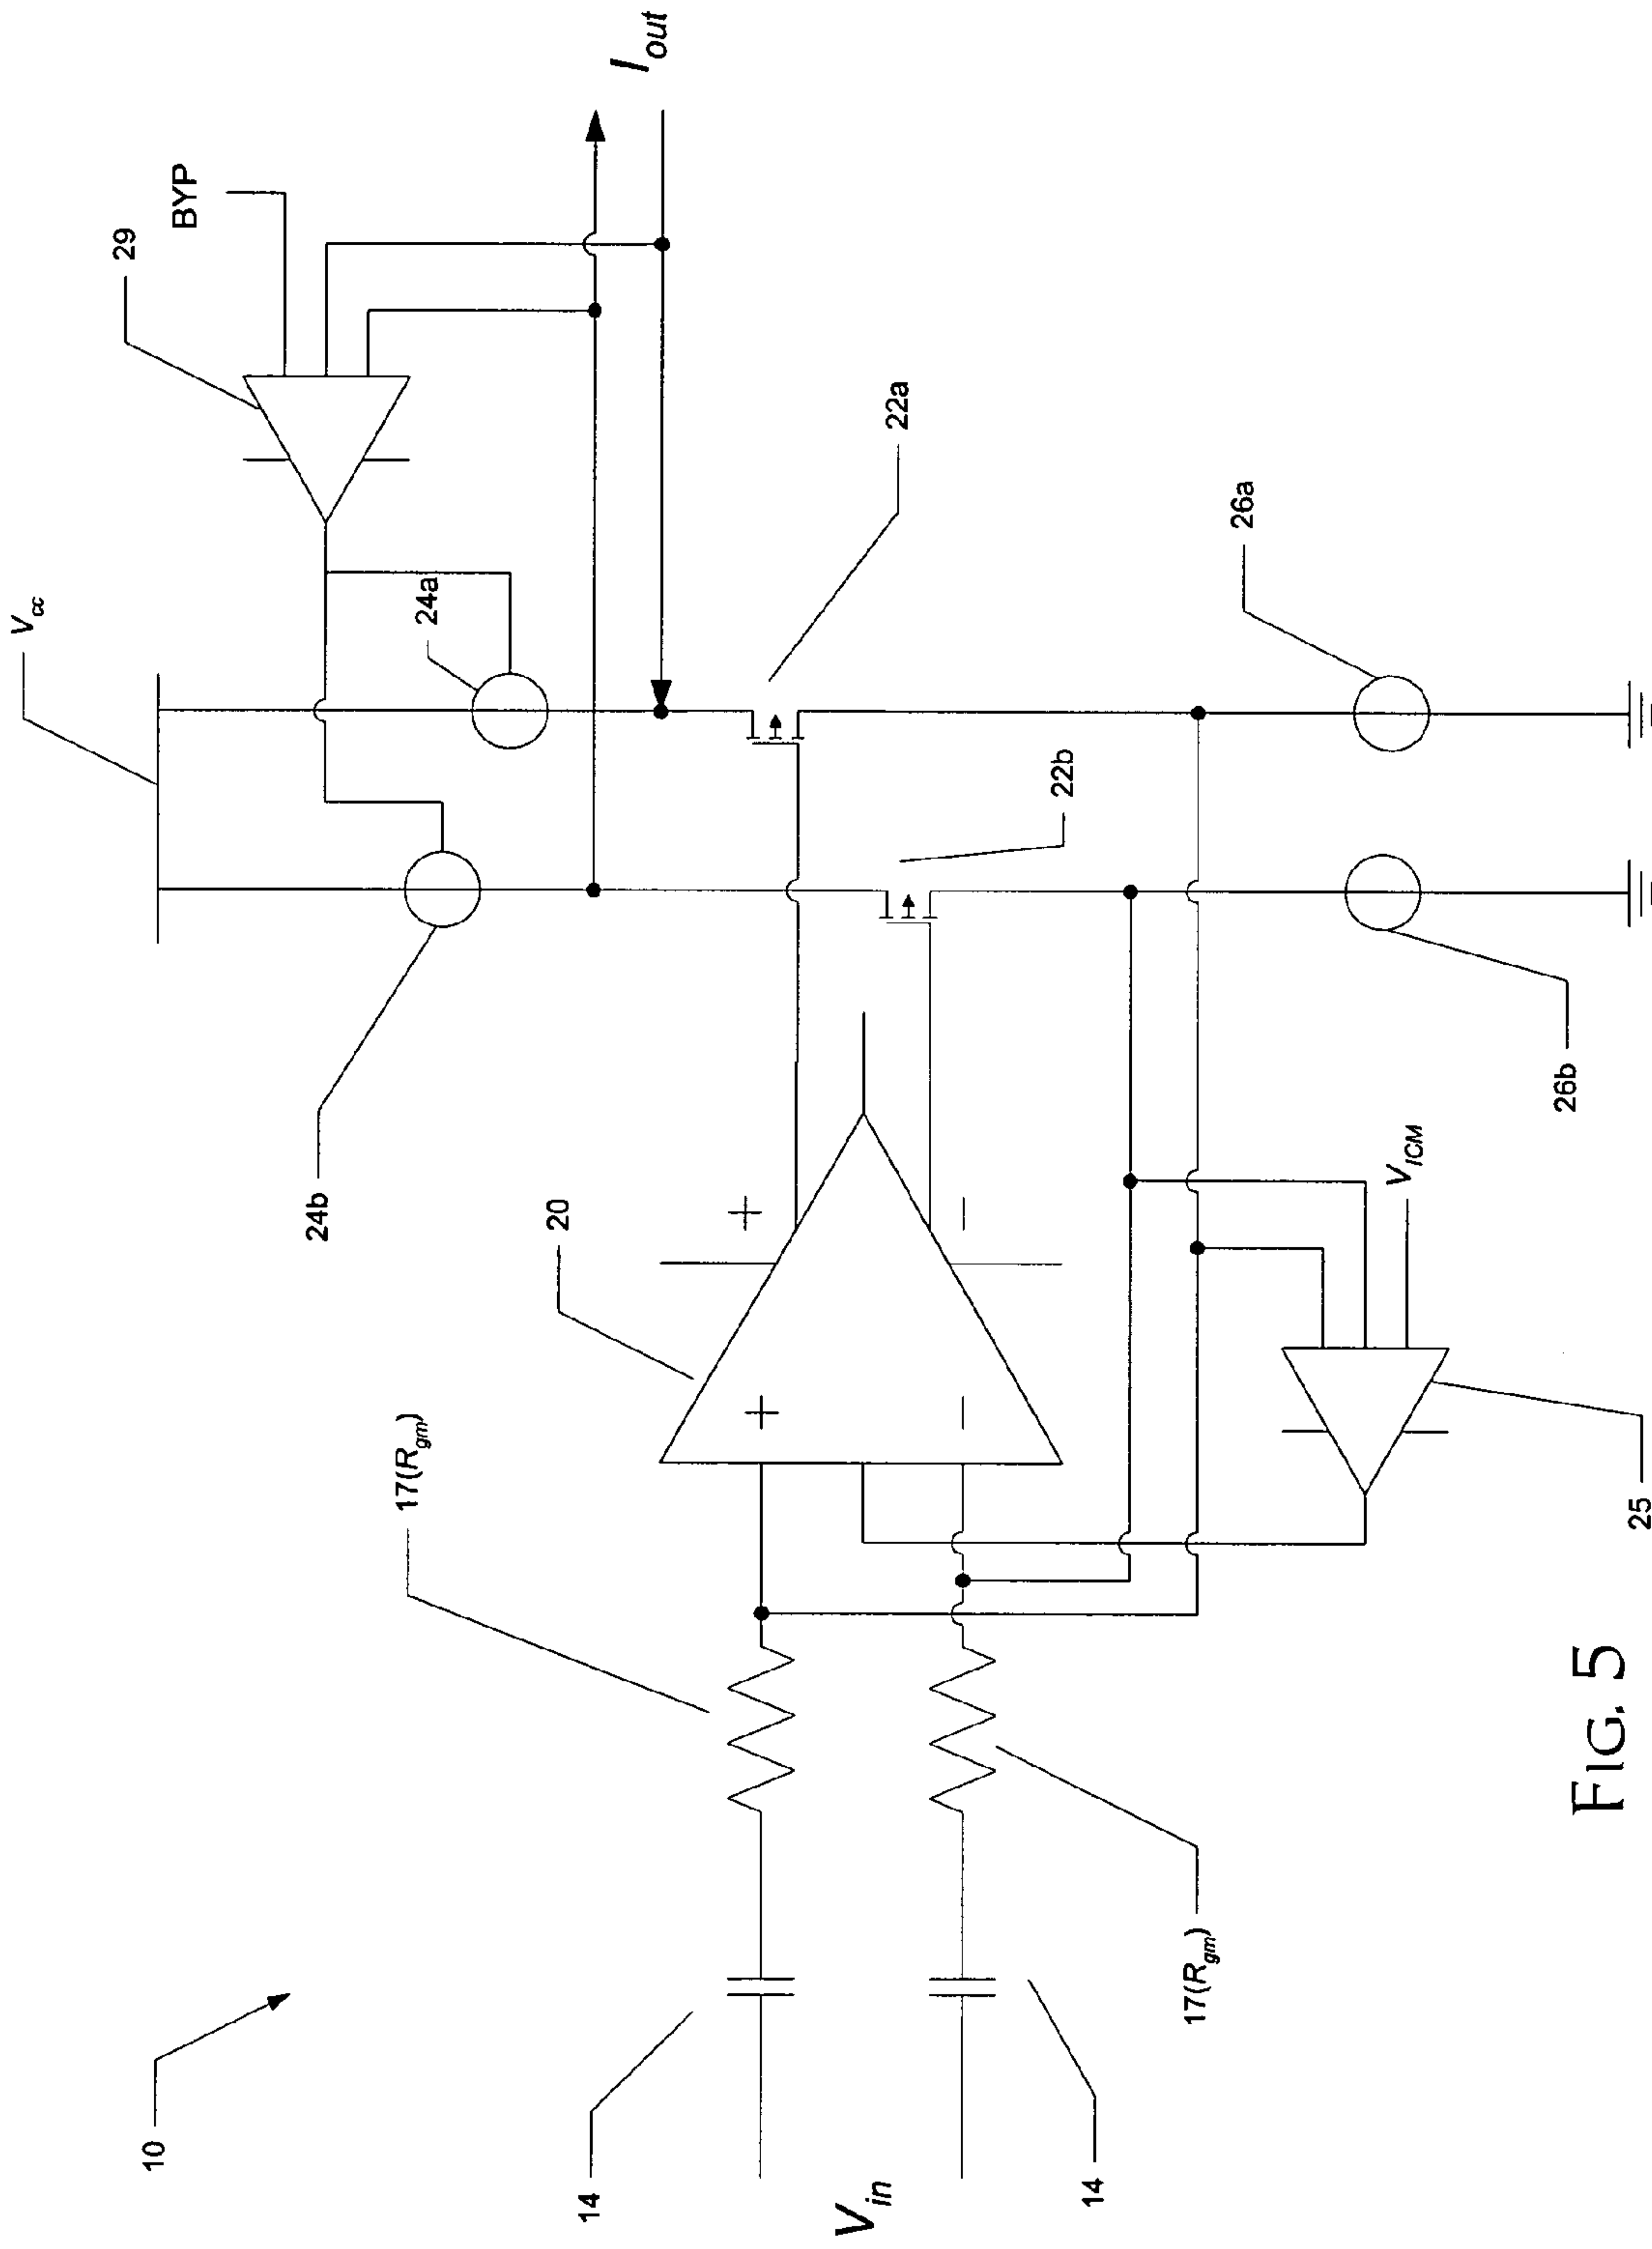 10
14
V_in
14
17(R_gm)
17(R_gm)
20
+
−
+
−
25
V_ICM
24b
V_cc
24a
29
BYP
I_out
22a
22b
26a
26b
FIG. 5